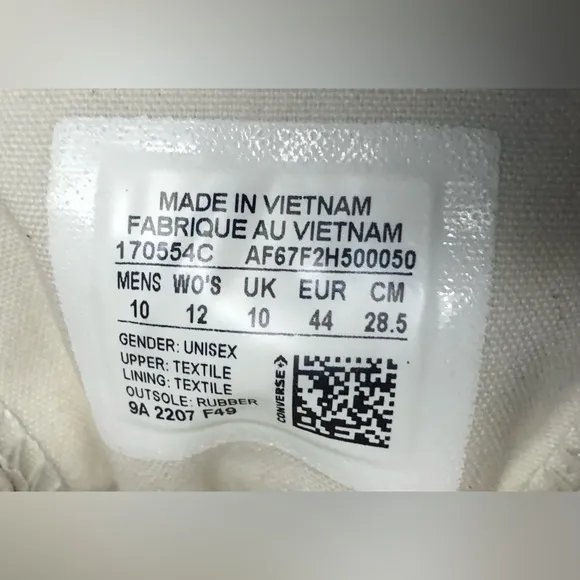 MADE IN VIETNAM
FABRIQUE AU VIETNAM
170554C AF67F2H500050
MENS WO'S UK EUR CM
10 12 10 44 28.5
GENDER: UNISEX
UPPER: TEXTILE
LINING: TEXTILE
OUTSOLE: RUBBER
9A 2207 F49
CONVERSE